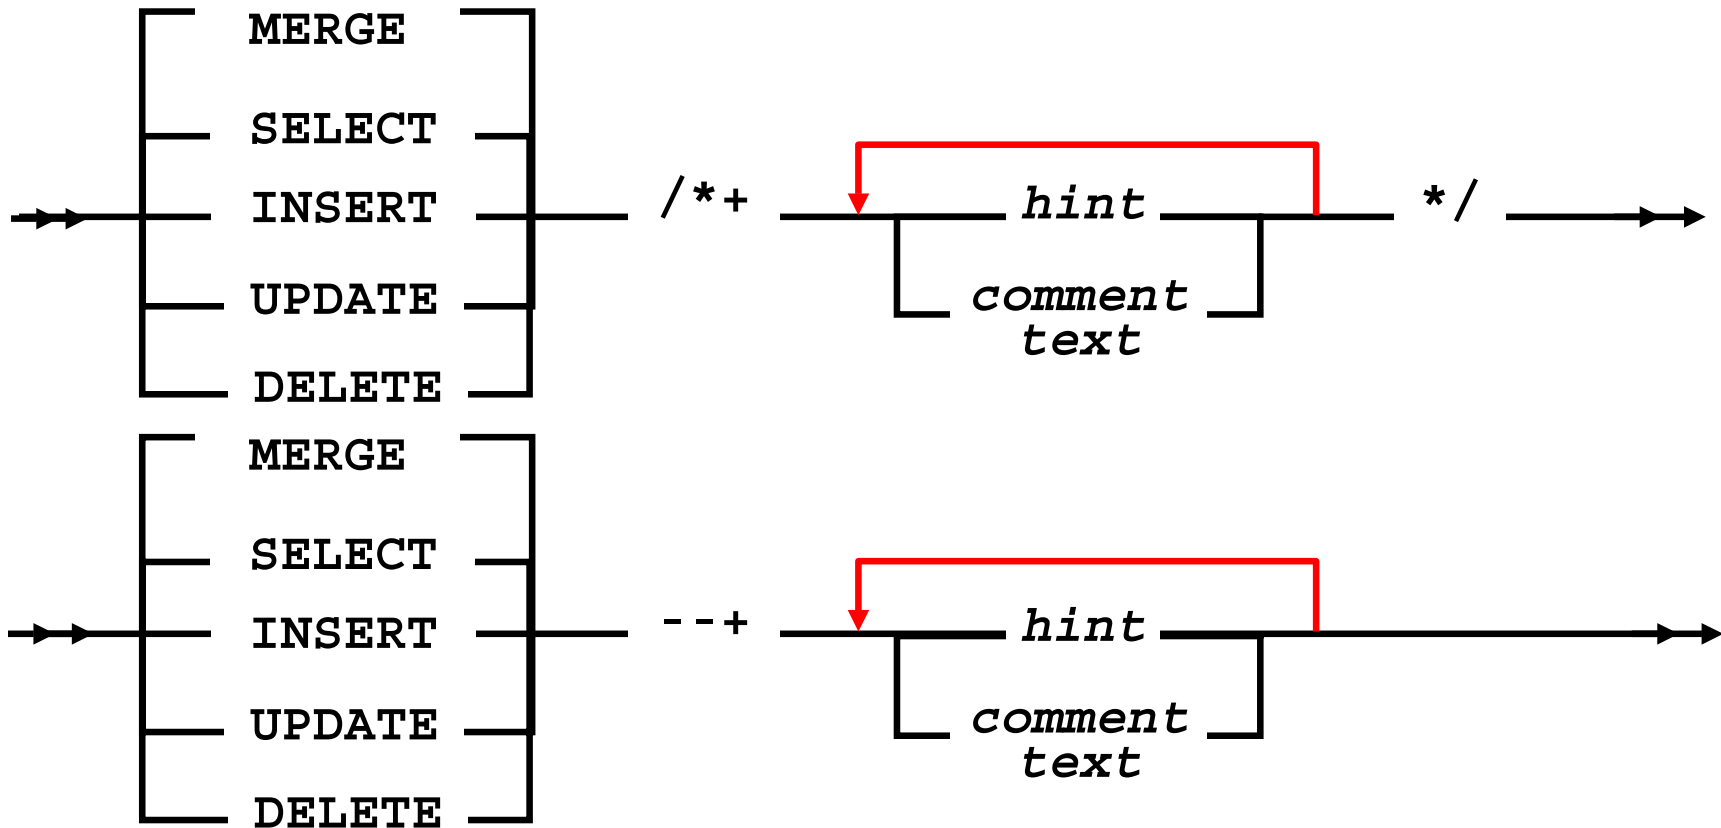 MERGE
SELECT
INSERT
UPDATE
DELETE
/*+
hint
comment
text
*/
MERGE
SELECT
INSERT
UPDATE
DELETE
--+
hint
comment
text